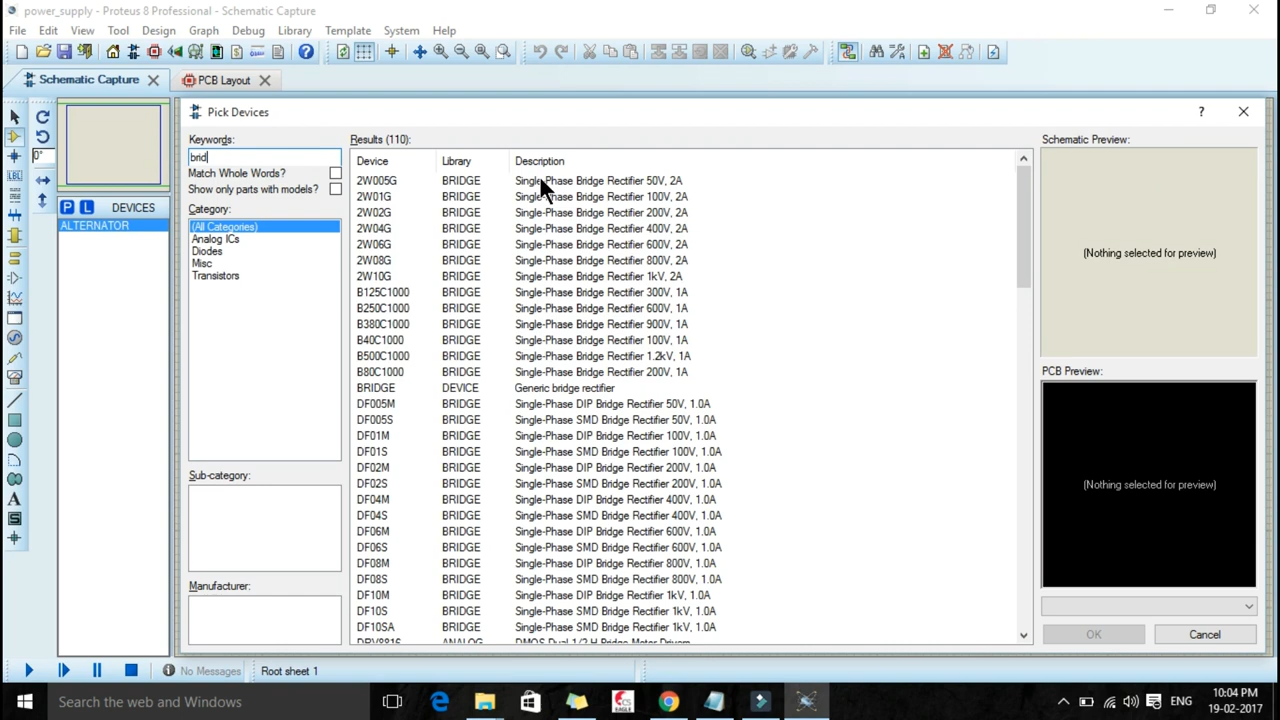 power_supply - Proteus 8 Professional - Schematic Capture
File Edit View Tool Design Graph Debug Library Template System Help
Schematic Capture
PCB Layout
Pick Devices
Keywords:
brid
Match Whole Words?
Show only parts with models?
Category:
(All Categories)
Analog ICs
Diodes
Misc
Transistors
Sub-category:
Manufacturer:
0°
LBL
P L DEVICES
ALTERNATOR
Results (110):
Device Library Description
2W005G BRIDGE Single-Phase Bridge Rectifier 50V, 2A
2W01G BRIDGE Single-Phase Bridge Rectifier 100V, 2A
2W02G BRIDGE Single-Phase Bridge Rectifier 200V, 2A
2W04G BRIDGE Single-Phase Bridge Rectifier 400V, 2A
2W06G BRIDGE Single-Phase Bridge Rectifier 600V, 2A
2W08G BRIDGE Single-Phase Bridge Rectifier 800V, 2A
2W10G BRIDGE Single-Phase Bridge Rectifier 1kV, 2A
B125C1000 BRIDGE Single-Phase Bridge Rectifier 300V, 1A
B250C1000 BRIDGE Single-Phase Bridge Rectifier 600V, 1A
B380C1000 BRIDGE Single-Phase Bridge Rectifier 900V, 1A
B40C1000 BRIDGE Single-Phase Bridge Rectifier 100V, 1A
B500C1000 BRIDGE Single-Phase Bridge Rectifier 1.2kV, 1A
B80C1000 BRIDGE Single-Phase Bridge Rectifier 200V, 1A
BRIDGE DEVICE Generic bridge rectifier
DF005M BRIDGE Single-Phase DIP Bridge Rectifier 50V, 1.0A
DF005S BRIDGE Single-Phase SMD Bridge Rectifier 50V, 1.0A
DF01M BRIDGE Single-Phase DIP Bridge Rectifier 100V, 1.0A
DF01S BRIDGE Single-Phase SMD Bridge Rectifier 100V, 1.0A
DF02M BRIDGE Single-Phase DIP Bridge Rectifier 200V, 1.0A
DF02S BRIDGE Single-Phase SMD Bridge Rectifier 200V, 1.0A
DF04M BRIDGE Single-Phase DIP Bridge Rectifier 400V, 1.0A
DF04S BRIDGE Single-Phase SMD Bridge Rectifier 400V, 1.0A
DF06M BRIDGE Single-Phase DIP Bridge Rectifier 600V, 1.0A
DF06S BRIDGE Single-Phase SMD Bridge Rectifier 600V, 1.0A
DF08M BRIDGE Single-Phase DIP Bridge Rectifier 800V, 1.0A
DF08S BRIDGE Single-Phase SMD Bridge Rectifier 800V, 1.0A
DF10M BRIDGE Single-Phase DIP Bridge Rectifier 1kV, 1.0A
DF10S BRIDGE Single-Phase SMD Bridge Rectifier 1kV, 1.0A
DF10SA BRIDGE Single-Phase SMD Bridge Rectifier 1kV, 1.0A
DRV8816 ANALOG DMOS Dual 1/2 H Bridge Motor Drivers
Schematic Preview:
(Nothing selected for preview)
PCB Preview:
(Nothing selected for preview)
OK Cancel
No Messages Root sheet 1
Search the web and Windows
ENG
10:04 PM
19-02-2017